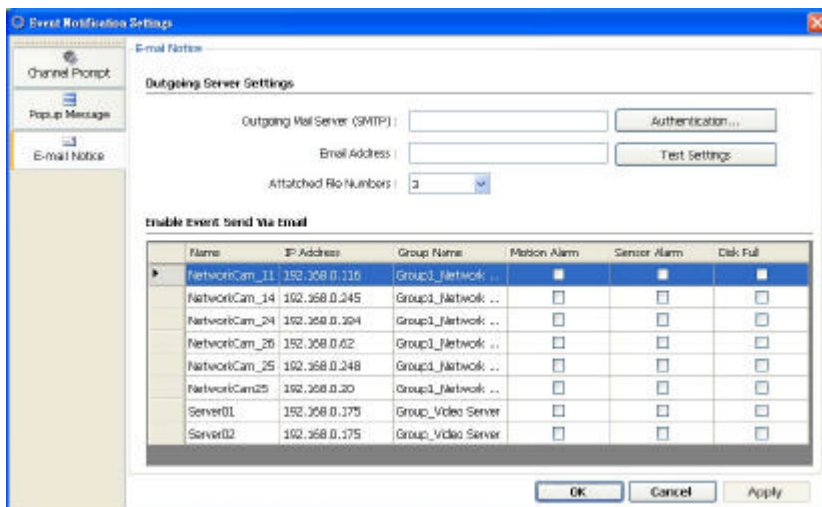 Event Notification Settings
Channel Prompt
Popup Message
E-mail Notice
E-mail Notice
Outgoing Server Settings
Outgoing Mail Server (SMTP) :
Authentication...
Email Address :
Test Settings
Attatched File Numbers : 3
Enable Event Send Via Email
Name IP Address Group Name Motion Alarm Sensor Alarm Disk Full
NetworkCam_11 192.168.0.116 Group1_Network ...
NetworkCam_14 192.168.0.245 Group1_Network ...
NetworkCam_24 192.168.0.194 Group1_Network ...
NetworkCam_26 192.168.0.62 Group1_Network ...
NetworkCam_25 192.168.0.248 Group1_Network ...
NetworkCam25 192.168.0.20 Group1_Network ...
Server01 192.168.0.175 Group_Video Server
Server02 192.168.0.175 Group_Video Server
OK Cancel Apply